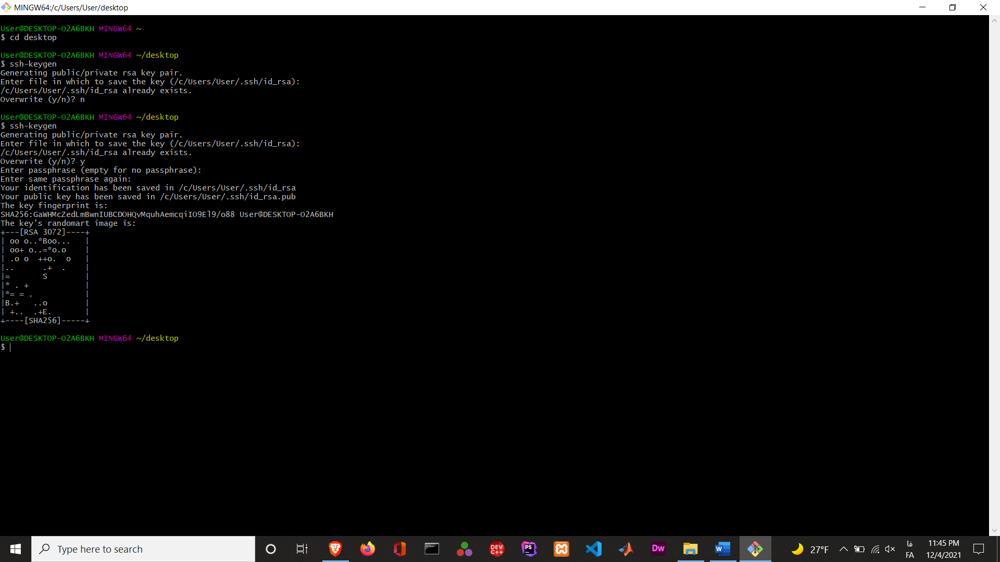 MINGW64:/c/Users/User/desktop
User@DESKTOP-O2A6BKH MINGW64 ~
$ cd desktop
User@DESKTOP-O2A6BKH MINGW64 ~/desktop
$ ssh-keygen
Generating public/private rsa key pair.
Enter file in which to save the key (/c/Users/User/.ssh/id_rsa):
/c/Users/User/.ssh/id_rsa already exists.
Overwrite (y/n)? n
User@DESKTOP-O2A6BKH MINGW64 ~/desktop
$ ssh-keygen
Generating public/private rsa key pair.
Enter file in which to save the key (/c/Users/User/.ssh/id_rsa):
/c/Users/User/.ssh/id_rsa already exists.
Overwrite (y/n)? y
Enter passphrase (empty for no passphrase):
Enter same passphrase again:
Your identification has been saved in /c/Users/User/.ssh/id_rsa
Your public key has been saved in /c/Users/User/.ssh/id_rsa.pub
The key fingerprint is:
SHA256:GaWHMcZedLmBwnIUBCDOHQvMquhAemcqiIO9El9/o88 User@DESKTOP-O2A6BKH
The key's randomart image is:
+---[RSA 3072]----+
| oo o..*Boo...   |
| oo+ o..=*o.o    |
| .o o  ++o.  o   |
|..      .+  .    |
|=       S        |
|* . +            |
|*= = .           |
|B.+   ..o        |
| +..  .+E.       |
+----[SHA256]-----+
User@DESKTOP-O2A6BKH MINGW64 ~/desktop
$
Type here to search
DEV C++
PS
Dw
W
27°F
فا
FA
11:45 PM
12/4/2021